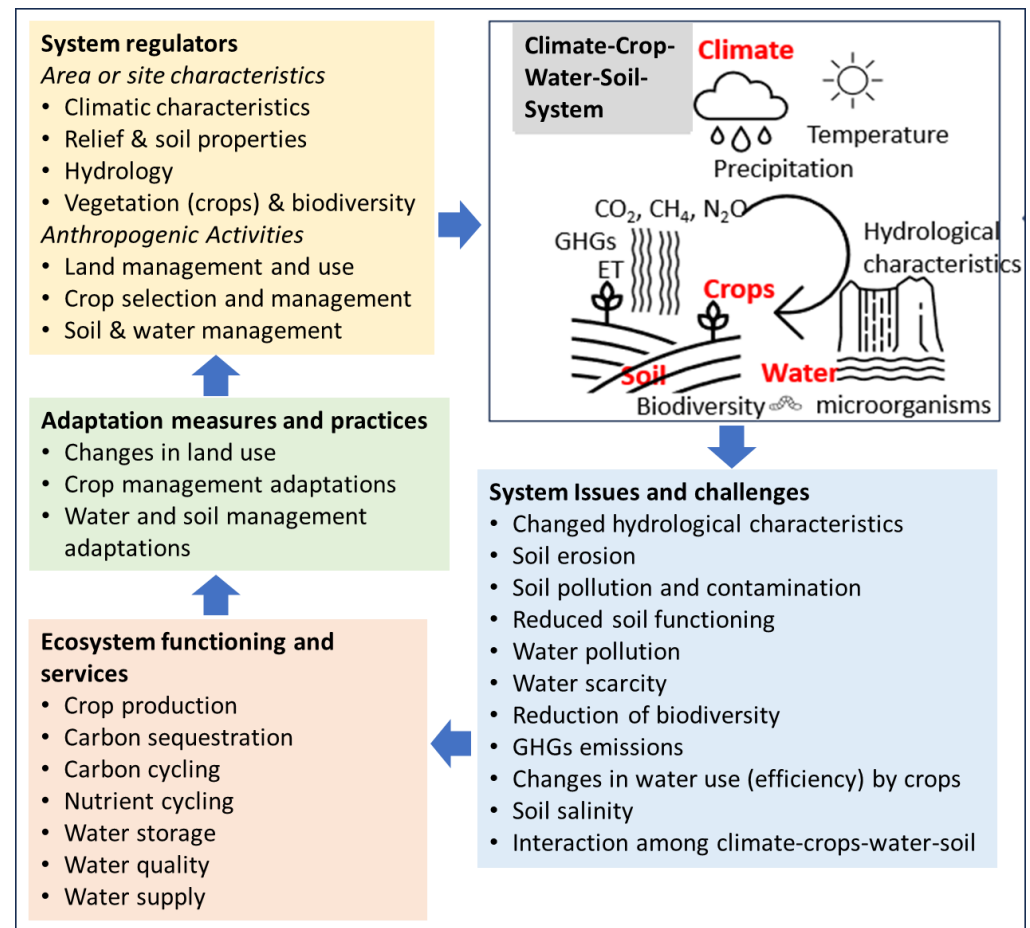 System regulators
Area or site characteristics
• Climatic characteristics
• Relief & soil properties
• Hydrology
• Vegetation (crops) & biodiversity
Anthropogenic Activities
• Land management and use
• Crop selection and management
• Soil & water management
Climate-Crop-
Water-Soil-
System
Climate
Temperature
Precipitation
CO₂, CH₄, N₂O
GHGs
ET
Hydrological
characteristics
Crops
Soil
Water
Biodiversity
microorganisms
Adaptation measures and practices
• Changes in land use
• Crop management adaptations
• Water and soil management
adaptations
System Issues and challenges
• Changed hydrological characteristics
• Soil erosion
• Soil pollution and contamination
• Reduced soil functioning
• Water pollution
• Water scarcity
• Reduction of biodiversity
• GHGs emissions
• Changes in water use (efficiency) by crops
• Soil salinity
• Interaction among climate-crops-water-soil
Ecosystem functioning and
services
• Crop production
• Carbon sequestration
• Carbon cycling
• Nutrient cycling
• Water storage
• Water quality
• Water supply